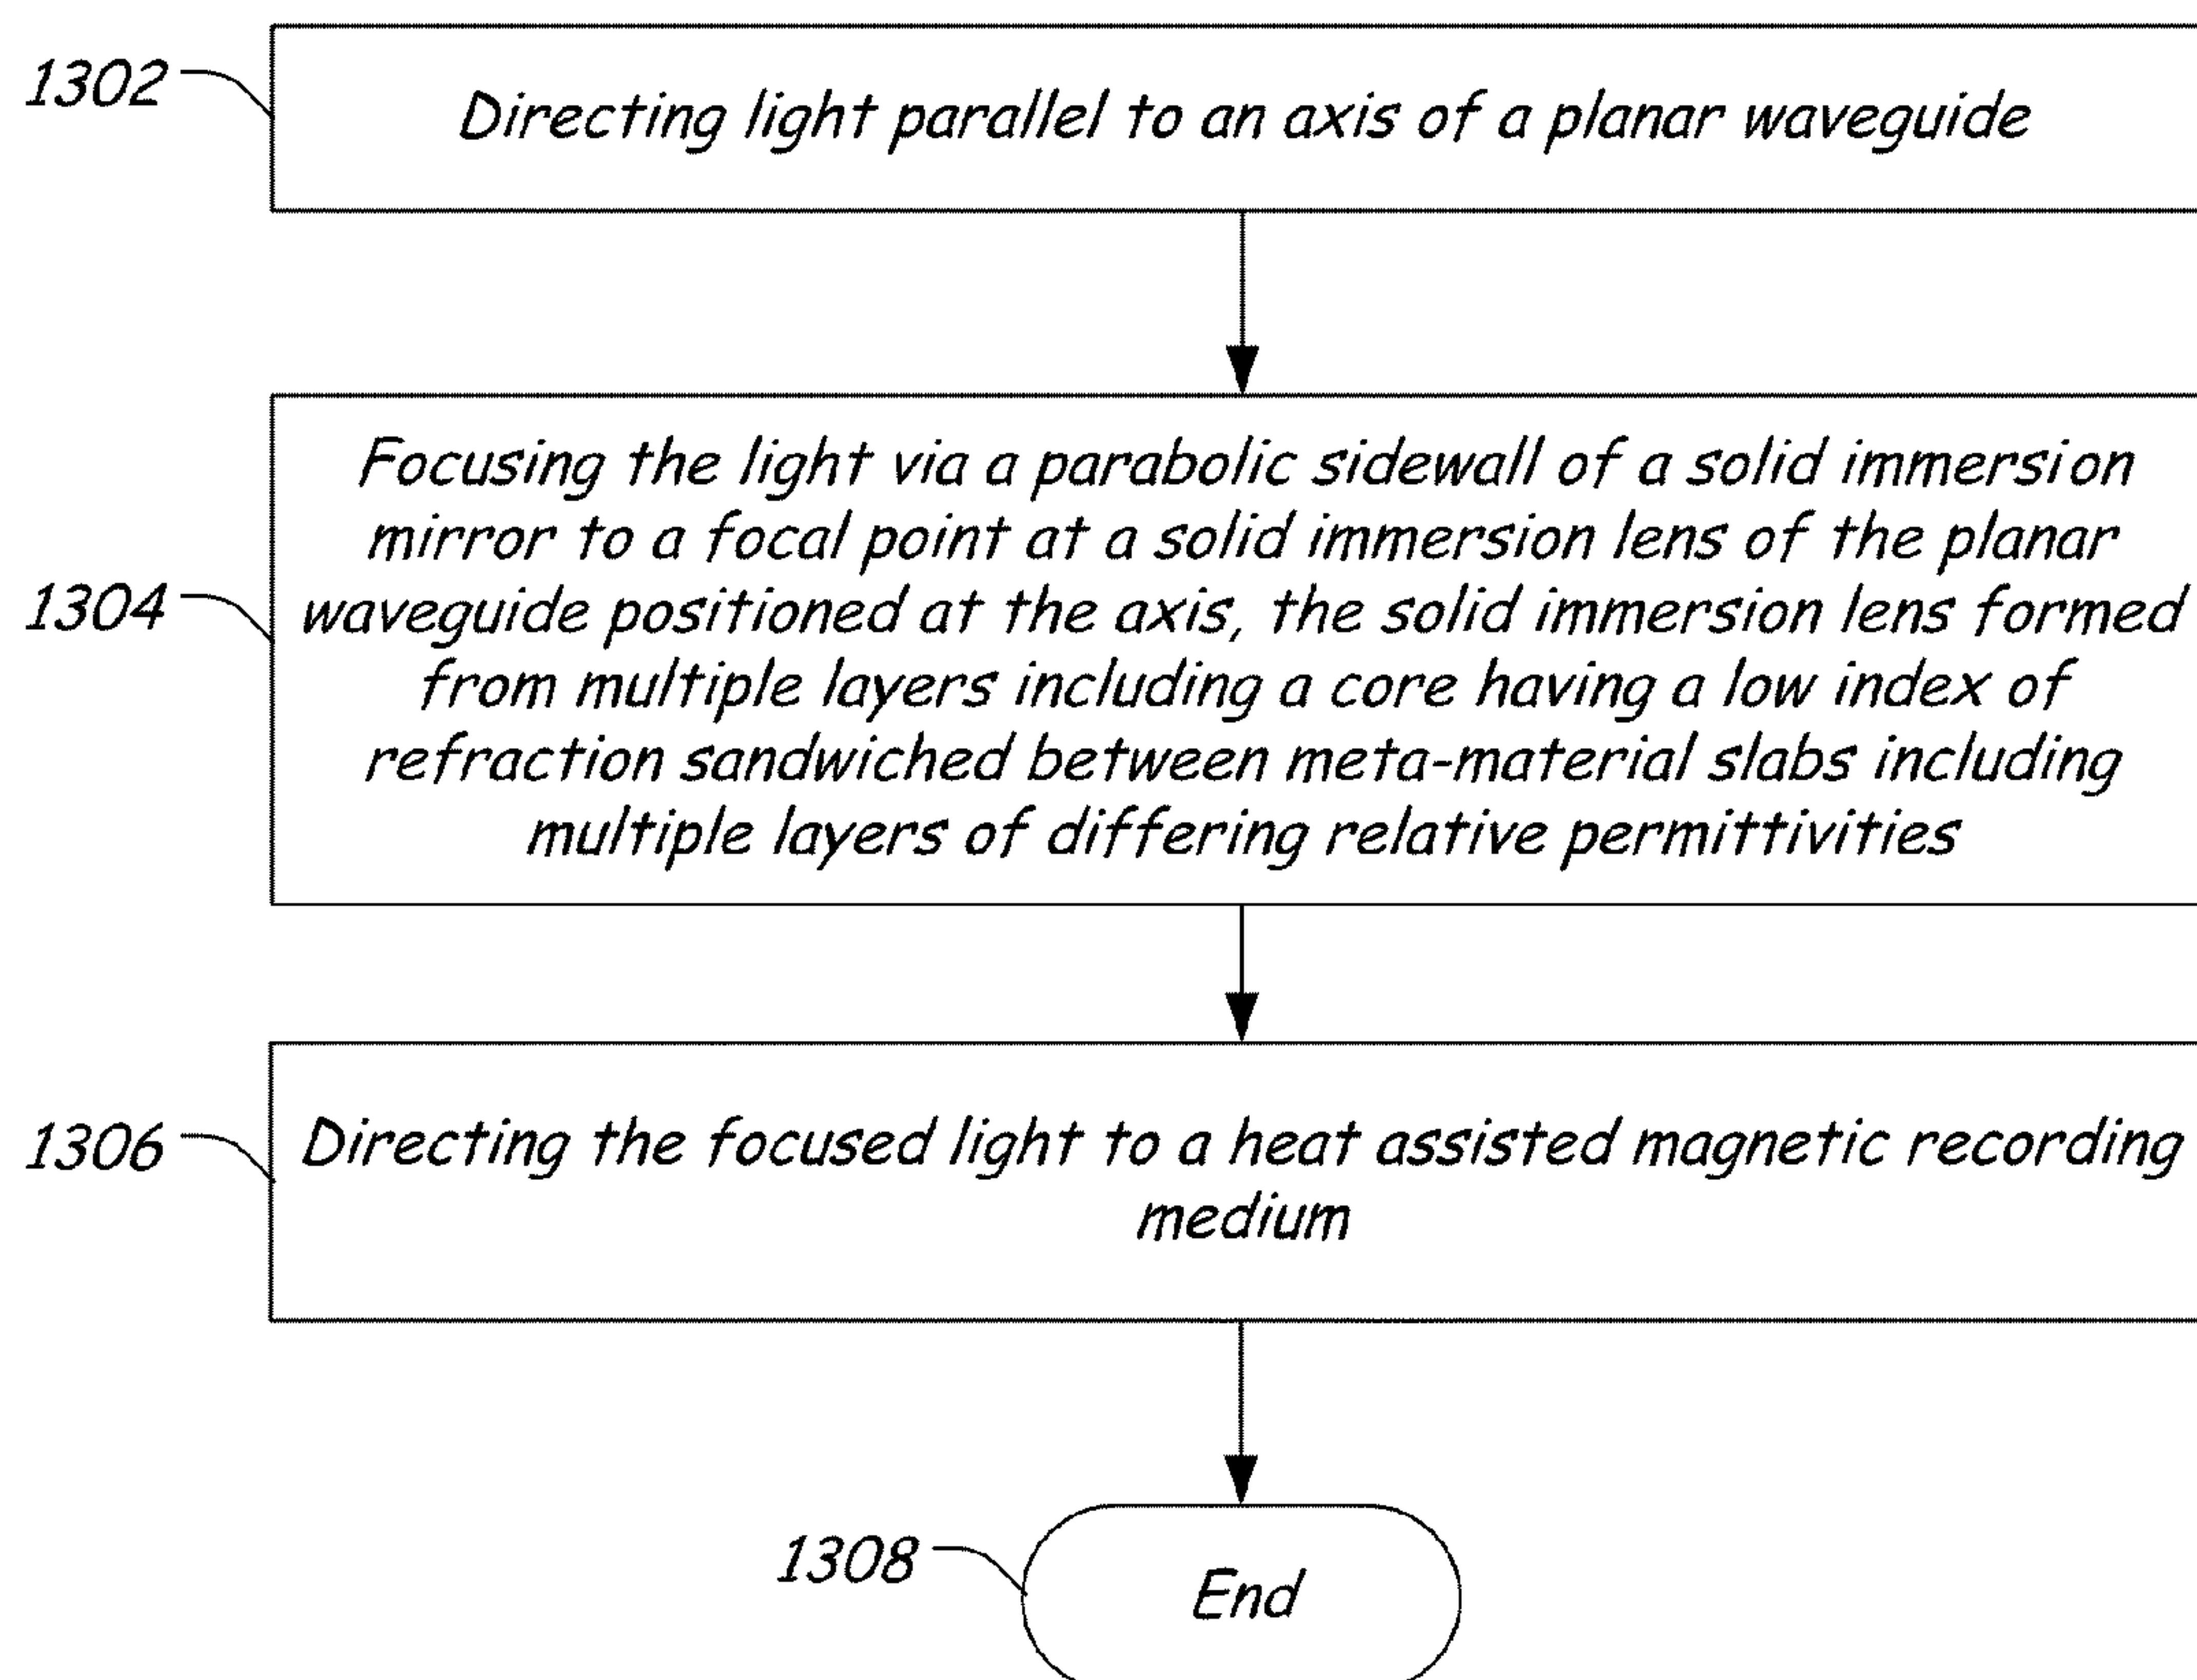 1302
Directing light parallel to an axis of a planar waveguide
Focusing the light via a parabolic sidewall of a solid immersion
mirror to a focal point at a solid immersion lens of the planar
1304
waveguide positioned at the axis, the solid immersion lens formed
from multiple layers including a core having a low index of
refraction sandwiched between meta-material slabs including
multiple layers of differing relative permittivities
1306
Directing the focused light to a heat assisted magnetic recording
medium
1308
End